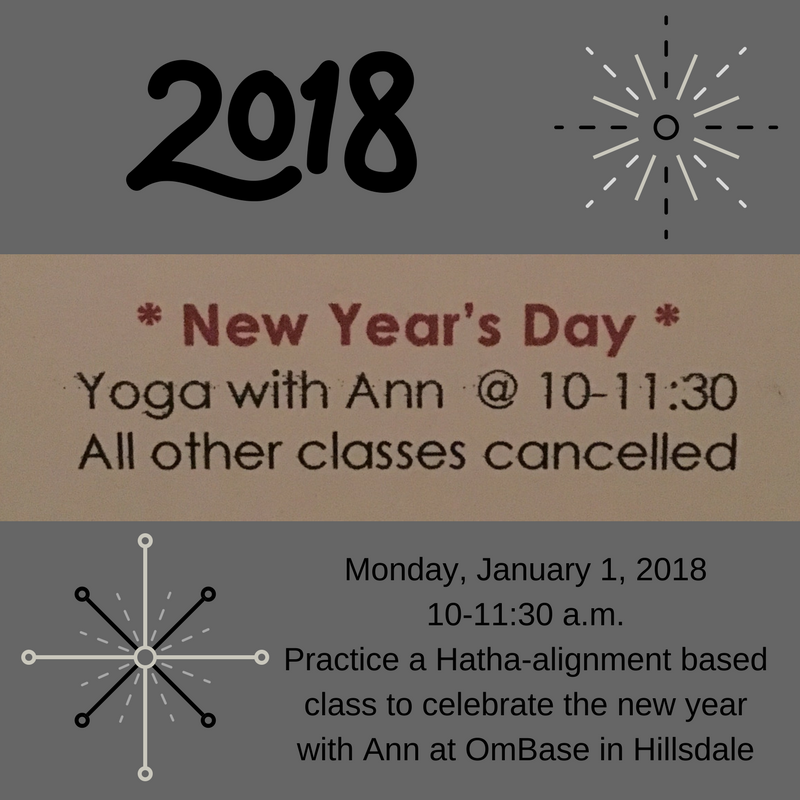 2018
* New Year's Day *
Yoga with Ann @ 10-11:30
All other classes cancelled
Monday, January 1, 2018
10-11:30 a.m.
Practice a Hatha-alignment based
class to celebrate the new year
with Ann at OmBase in Hillsdale